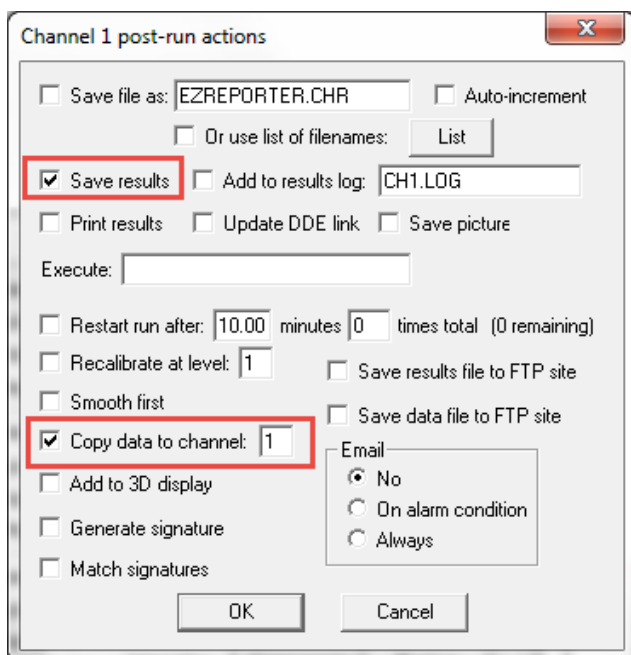 Channel 1 post-run actions
Save file as: EZREPORTER.CHR Auto-increment
Or use list of filenames: List
Save results Add to results log: CH1.LOG
Print results Update DDE link Save picture
Execute:
Restart run after: 10.00 minutes 0 times total (0 remaining)
Recalibrate at level: 1
Save results file to FTP site
Smooth first
Save data file to FTP site
Copy data to channel: 1
Email
No
Add to 3D display
On alarm condition
Generate signature
Always
Match signatures
OK Cancel